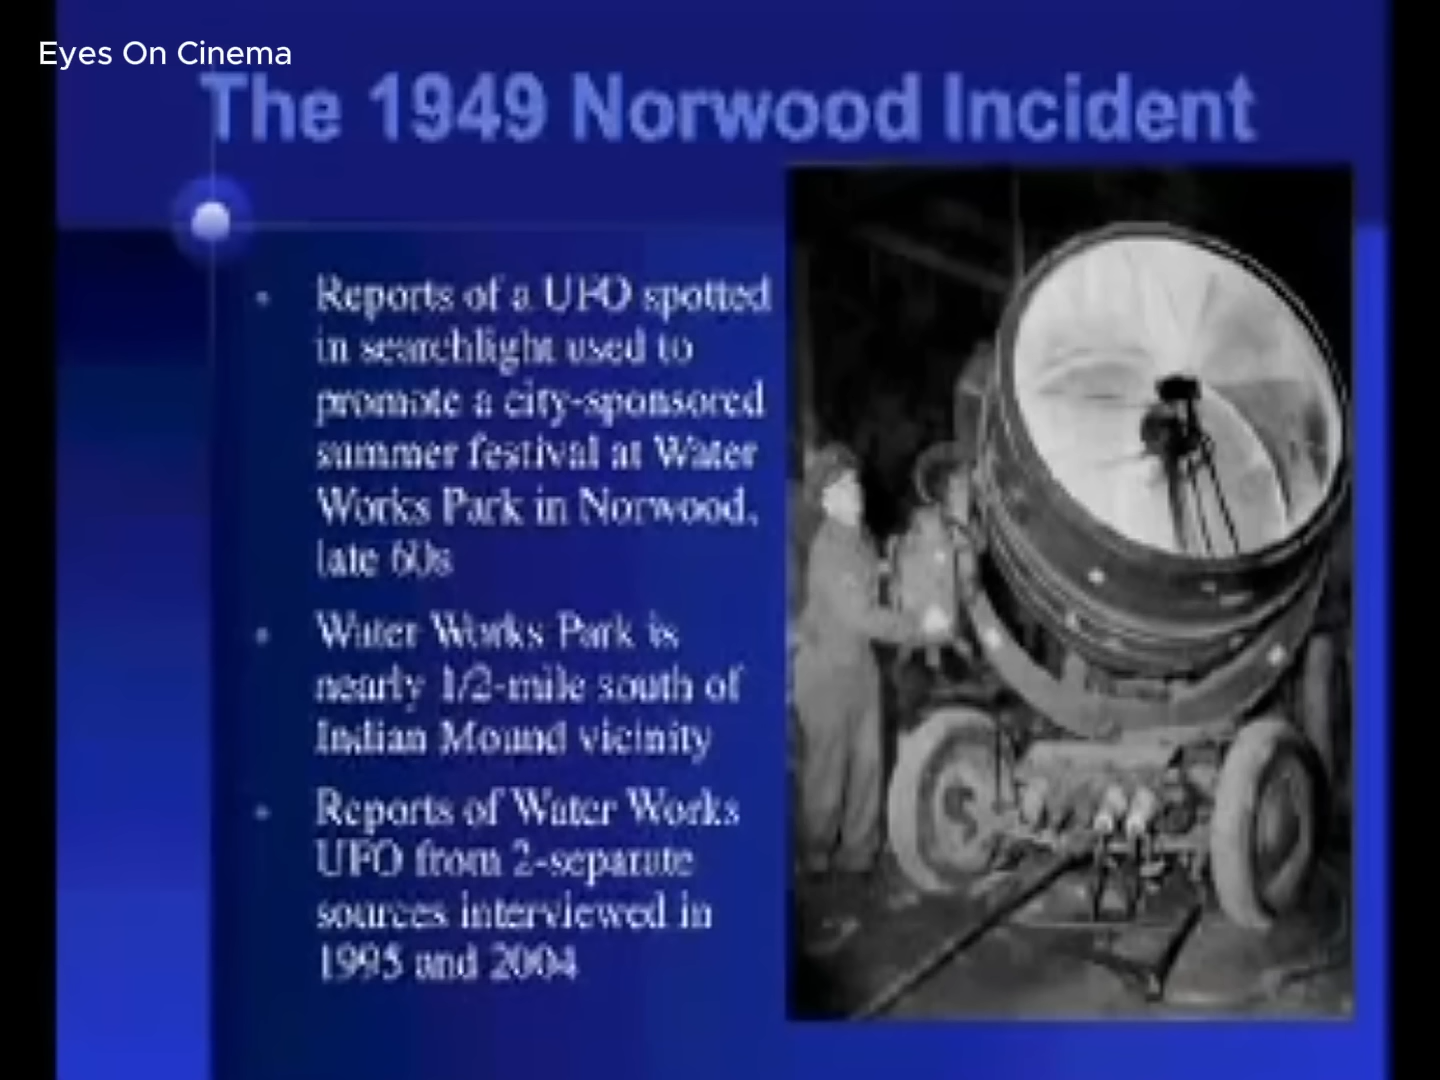 Eyes On Cinema
The 1949 Norwood Incident
Reports of a UFO spotted
in searchlight used to
promote a city-sponsored
summer festival at Water
Works Park in Norwood,
late 60s
Water Works Park is
nearly 1/2-mile south of
Indian Mound vicinity
Reports of Water Works
UFO from 2-separate
sources interviewed in
1995 and 2004